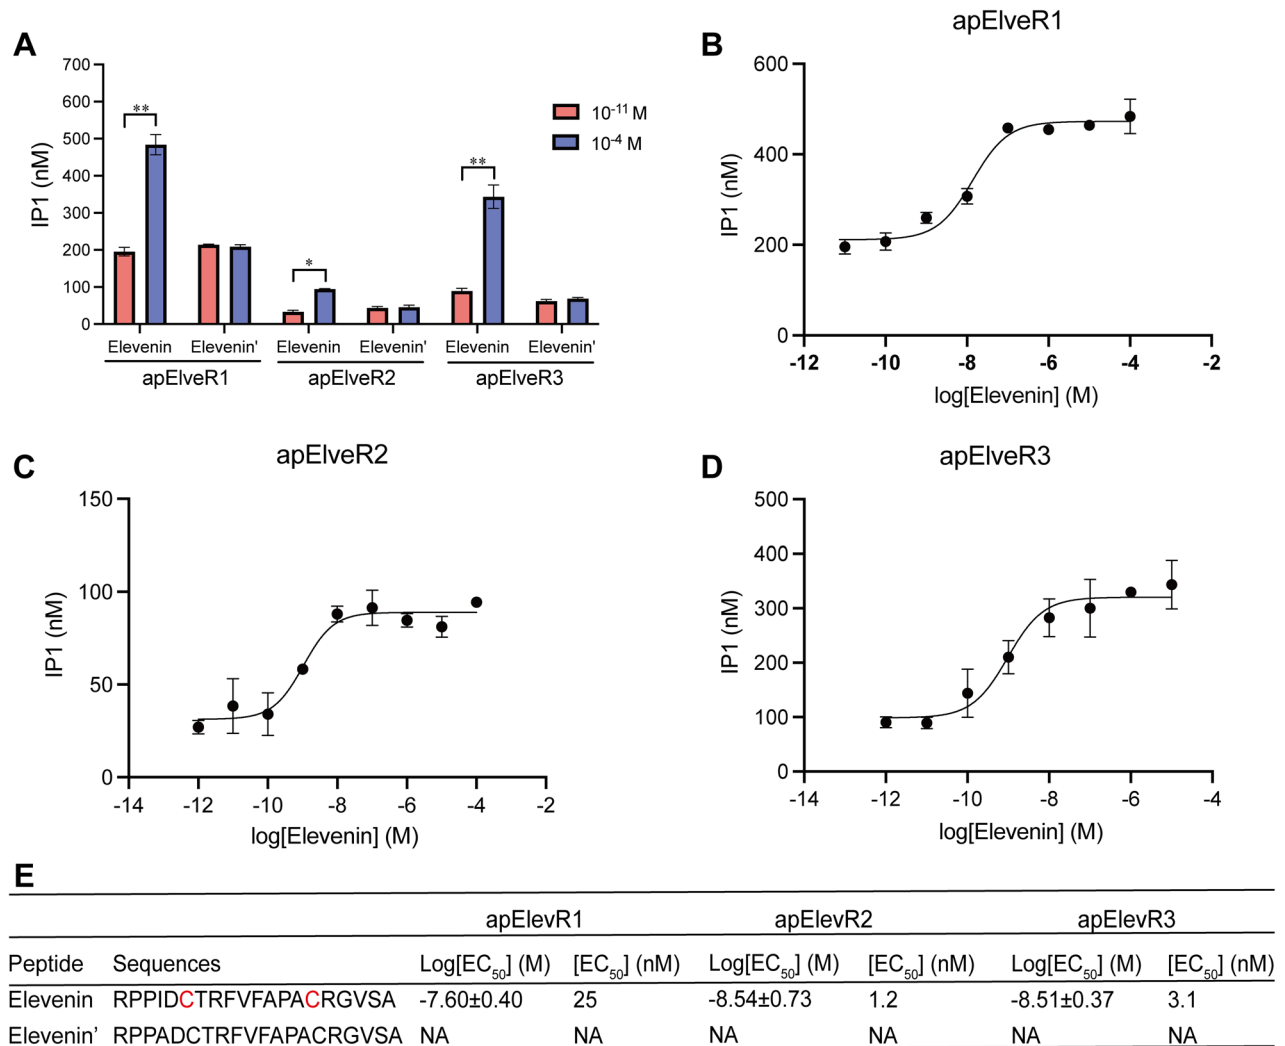 A
700
600
500
400
300
200
100
0
IP1 (nM)
**
*
**
10-11 M
10-4 M
Elevenin Elevenin' Elevenin Elevenin' Elevenin Elevenin'
apElveR1 apElveR2 apElveR3
B
apElveR1
600
400
200
0
IP1 (nM)
-12 -10 -8 -6 -4 -2
log[Elevenin] (M)
C
apElveR2
150
100
50
0
IP1 (nM)
-14 -12 -10 -8 -6 -4 -2
log[Elevenin] (M)
D
apElveR3
500
400
300
200
100
0
IP1 (nM)
-14 -12 -10 -8 -6 -4
log[Elevenin] (M)
E
apElevR1 apElevR2 apElevR3
Peptide Sequences Log[EC50] (M) [EC50] (nM) Log[EC50] (M) [EC50] (nM) Log[EC50] (M) [EC50] (nM)
Elevenin RPPIDCTRFVFAPACRGVSA -7.60±0.40 25 -8.54±0.73 1.2 -8.51±0.37 3.1
Elevenin’ RPPADCTRFVFAPACRGVSA NA NA NA NA NA NA